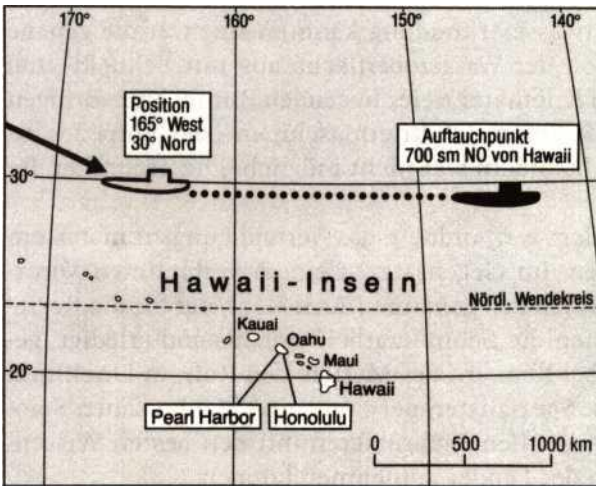 170°
160°
150°
140°
Position
165° West
30° Nord
Auftauchpunkt
700 sm NO von Hawaii
30°
Hawaii-Inseln
Nördl. Wendekreis
Kauai
Oahu
Maui
Hawaii
20°
Pearl Harbor
Honolulu
0 500 1000 km